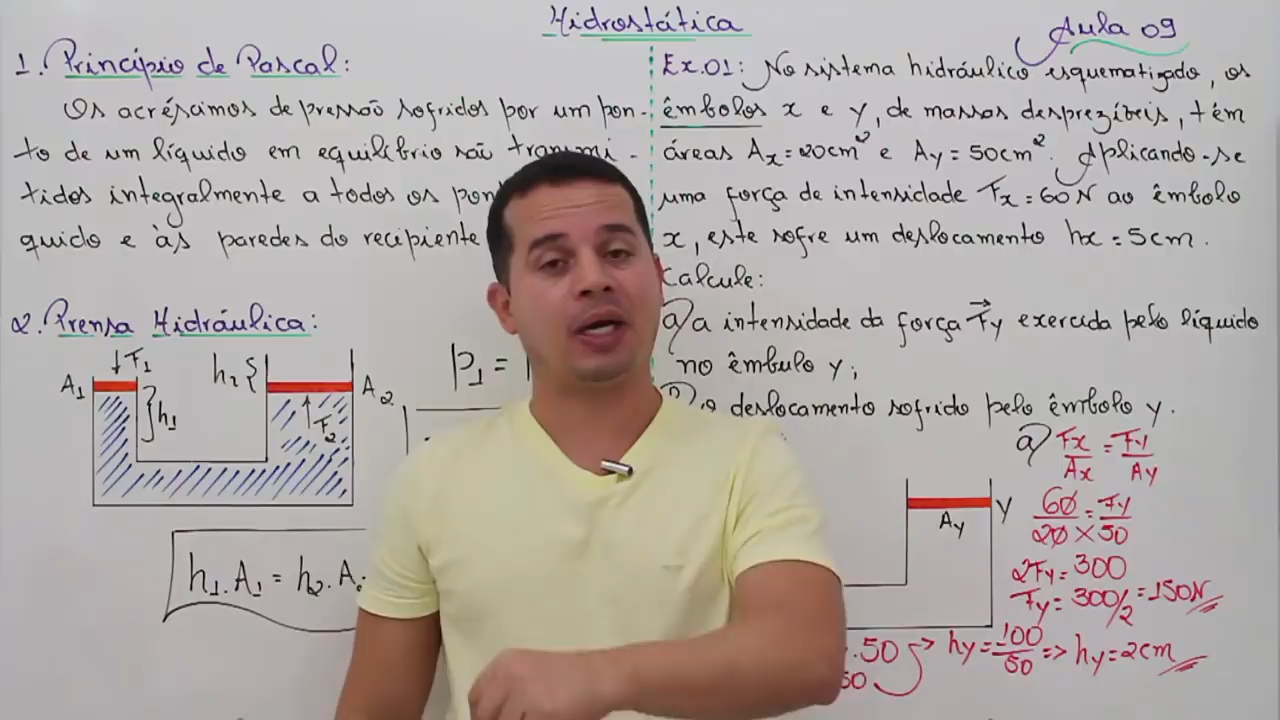 Hidrostática
Aula 09
1. Princípio de Pascal:
Os acréscimos de pressão sofridos por um pon-
to de um líquido em equilíbrio são transmi-
tidos integralmente a todos os pon
quido e às paredes do recipiente
2. Prensa Hidráulica:
A1
F1
h1
h2
A2
F2
P1 =
h1.A1 = h2.A
Ex.01: No sistema hidráulico esquematizado, os
êmbolos x e y, de massas desprezíbeis, têm
áreas Ax=20cm² e Ay=50cm². Aplicando-se
uma força de intensidade Fx=60N ao êmbolo
x, este sofre um deslocamento hx=5cm.
Calcule:
a) a intensidade da força Fy exercida pelo líquido
no êmbulo y;
b) o deslocamento sofrido pelo êmbolo y.
Ay
Y
a) Fx/Ax = Fy/Ay
60/20 = Fy/50
2Fy = 300
Fy = 300/2 = 150N
.50
50
hy = 100/50 => hy = 2cm